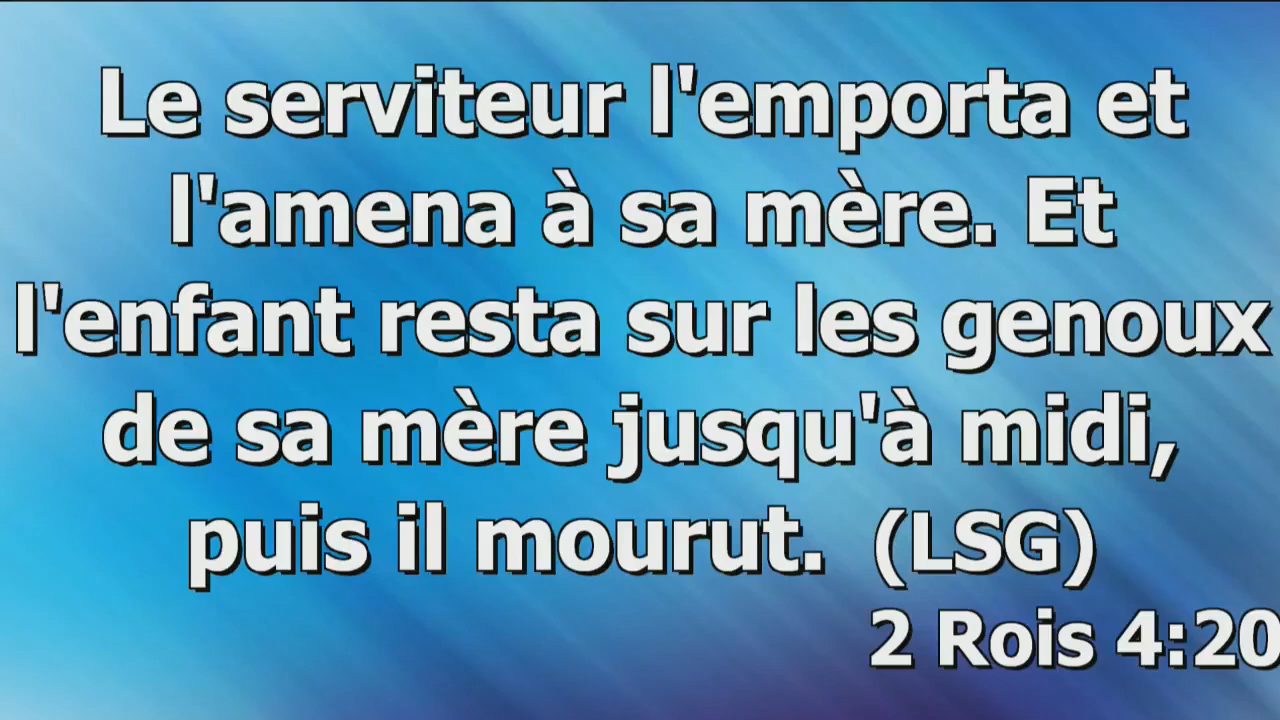 Le serviteur l'emporta et
l'amena à sa mère. Et
l'enfant resta sur les genoux
de sa mère jusqu'à midi,
puis il mourut. (LSG)
2 Rois 4:20